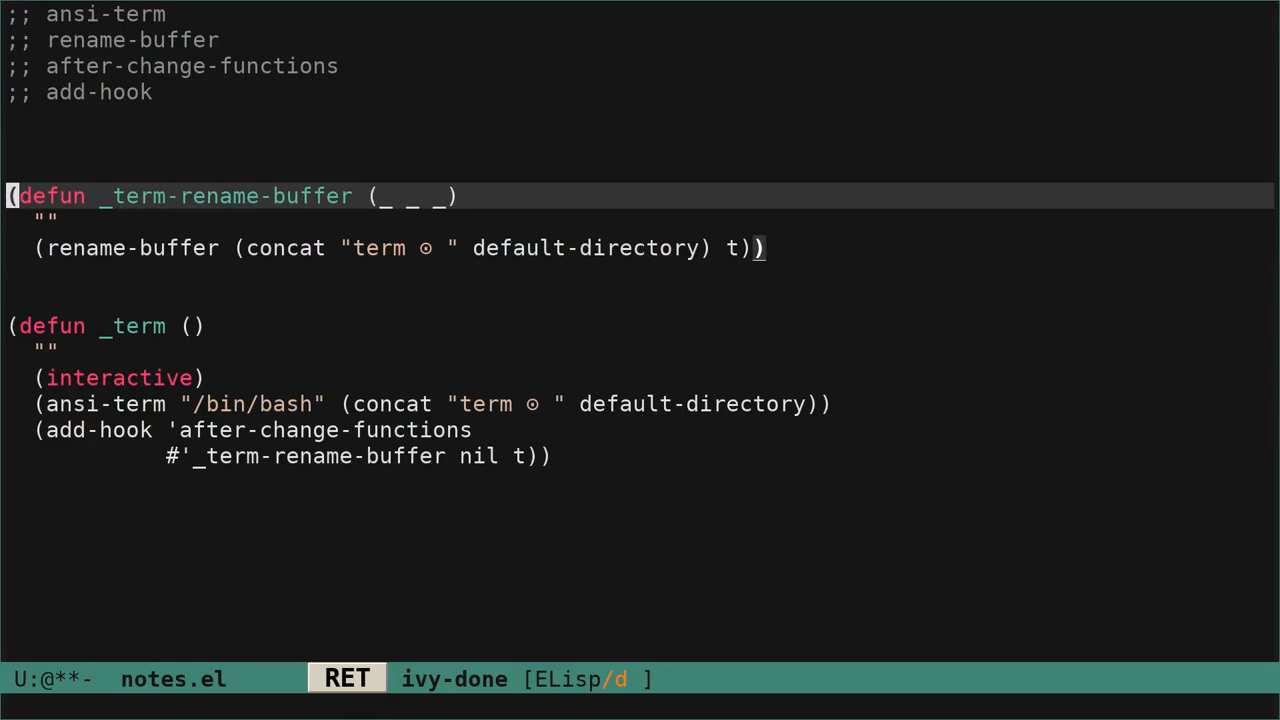 ;; ansi-term
;; rename-buffer
;; after-change-functions
;; add-hook
(defun _term-rename-buffer (_ _ _)
  ""
  (rename-buffer (concat "term ⊙ " default-directory) t))
(defun _term ()
  ""
  (interactive)
  (ansi-term "/bin/bash" (concat "term ⊙ " default-directory))
  (add-hook 'after-change-functions
            #'_term-rename-buffer nil t))
U:@**-  notes.el  RET  ivy-done [ELisp/d ]